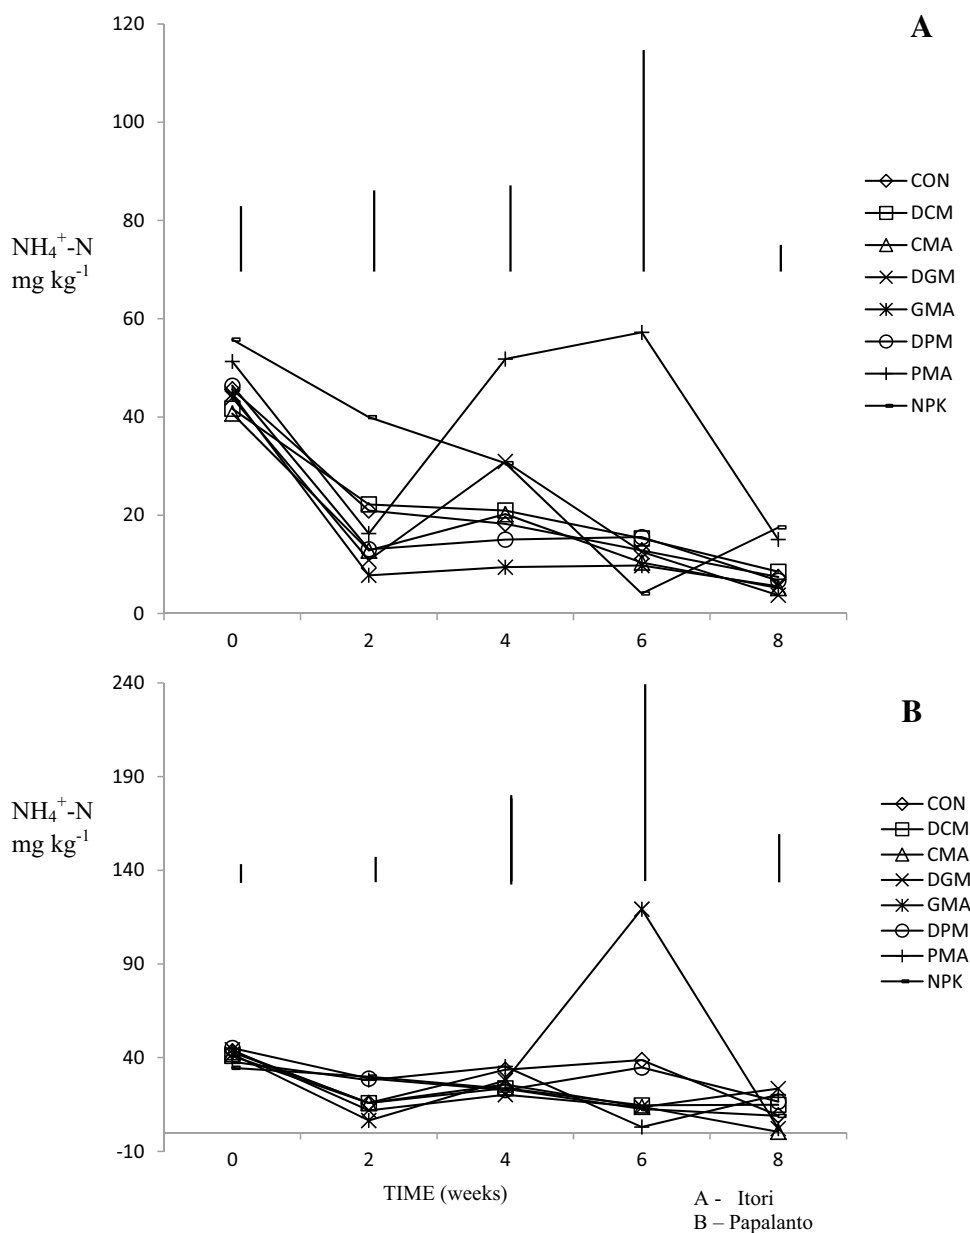 A
120
100
80
60
40
20
0
NH₄⁺-N
mg kg⁻¹
0 2 4 6 8
CON
DCM
CMA
DGM
GMA
DPM
PMA
NPK
B
240
190
140
90
40
-10
NH₄⁺-N
mg kg⁻¹
0 2 4 6 8
CON
DCM
CMA
DGM
GMA
DPM
PMA
NPK
TIME (weeks)
A - Itori
B – Papalanto